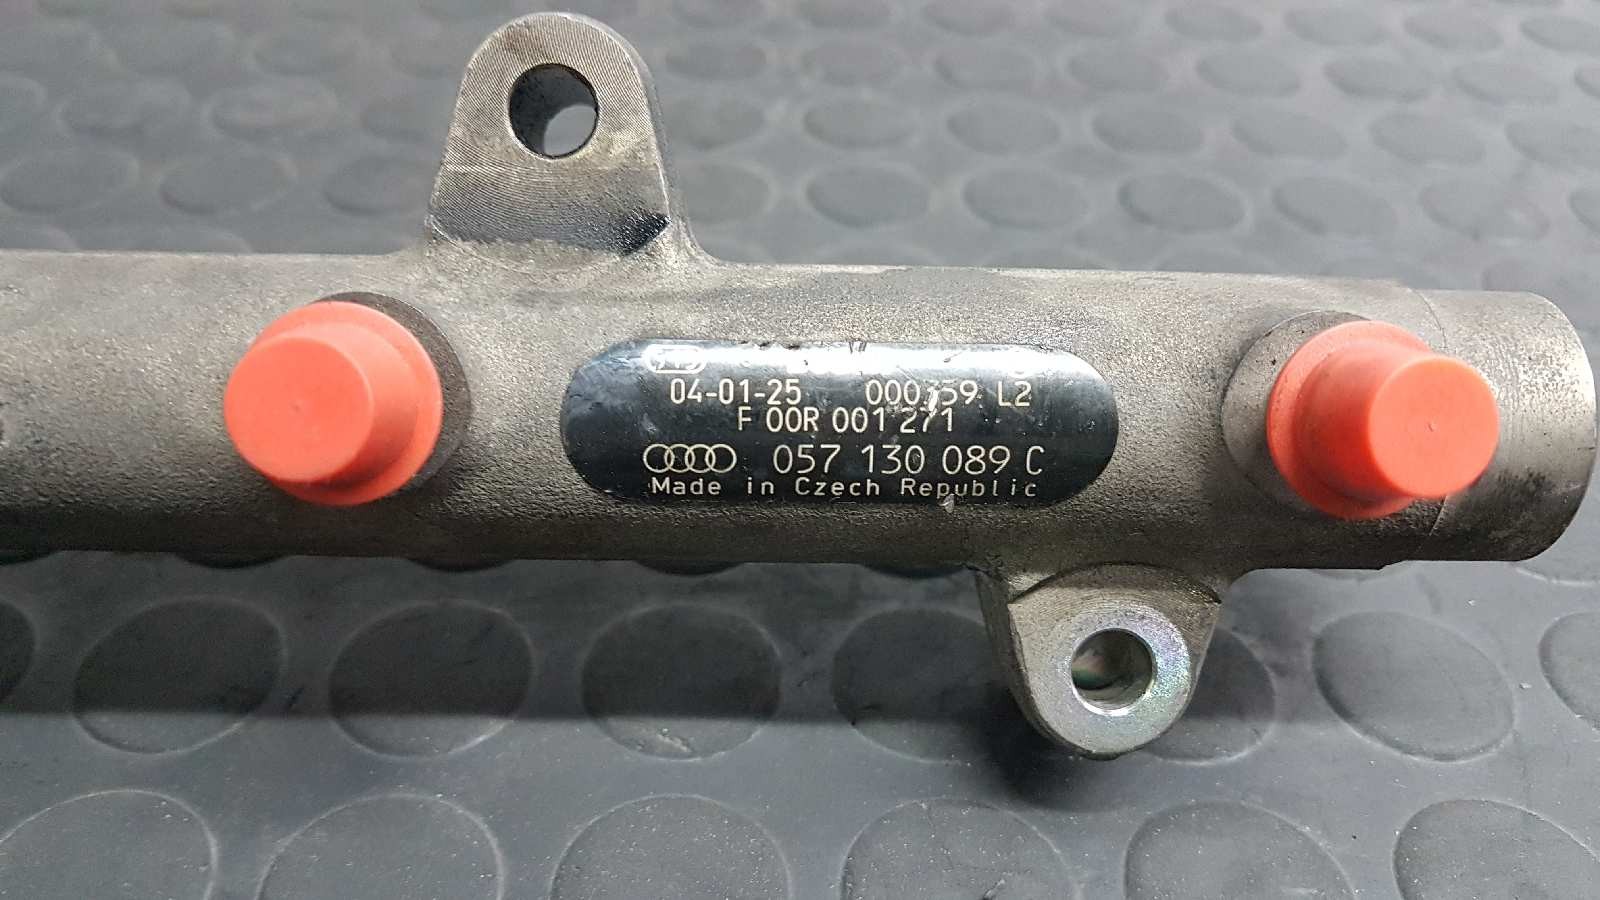 04-01-25 000359 L2
F 00R 001 271
057 130 089 C
Made in Czech Republic